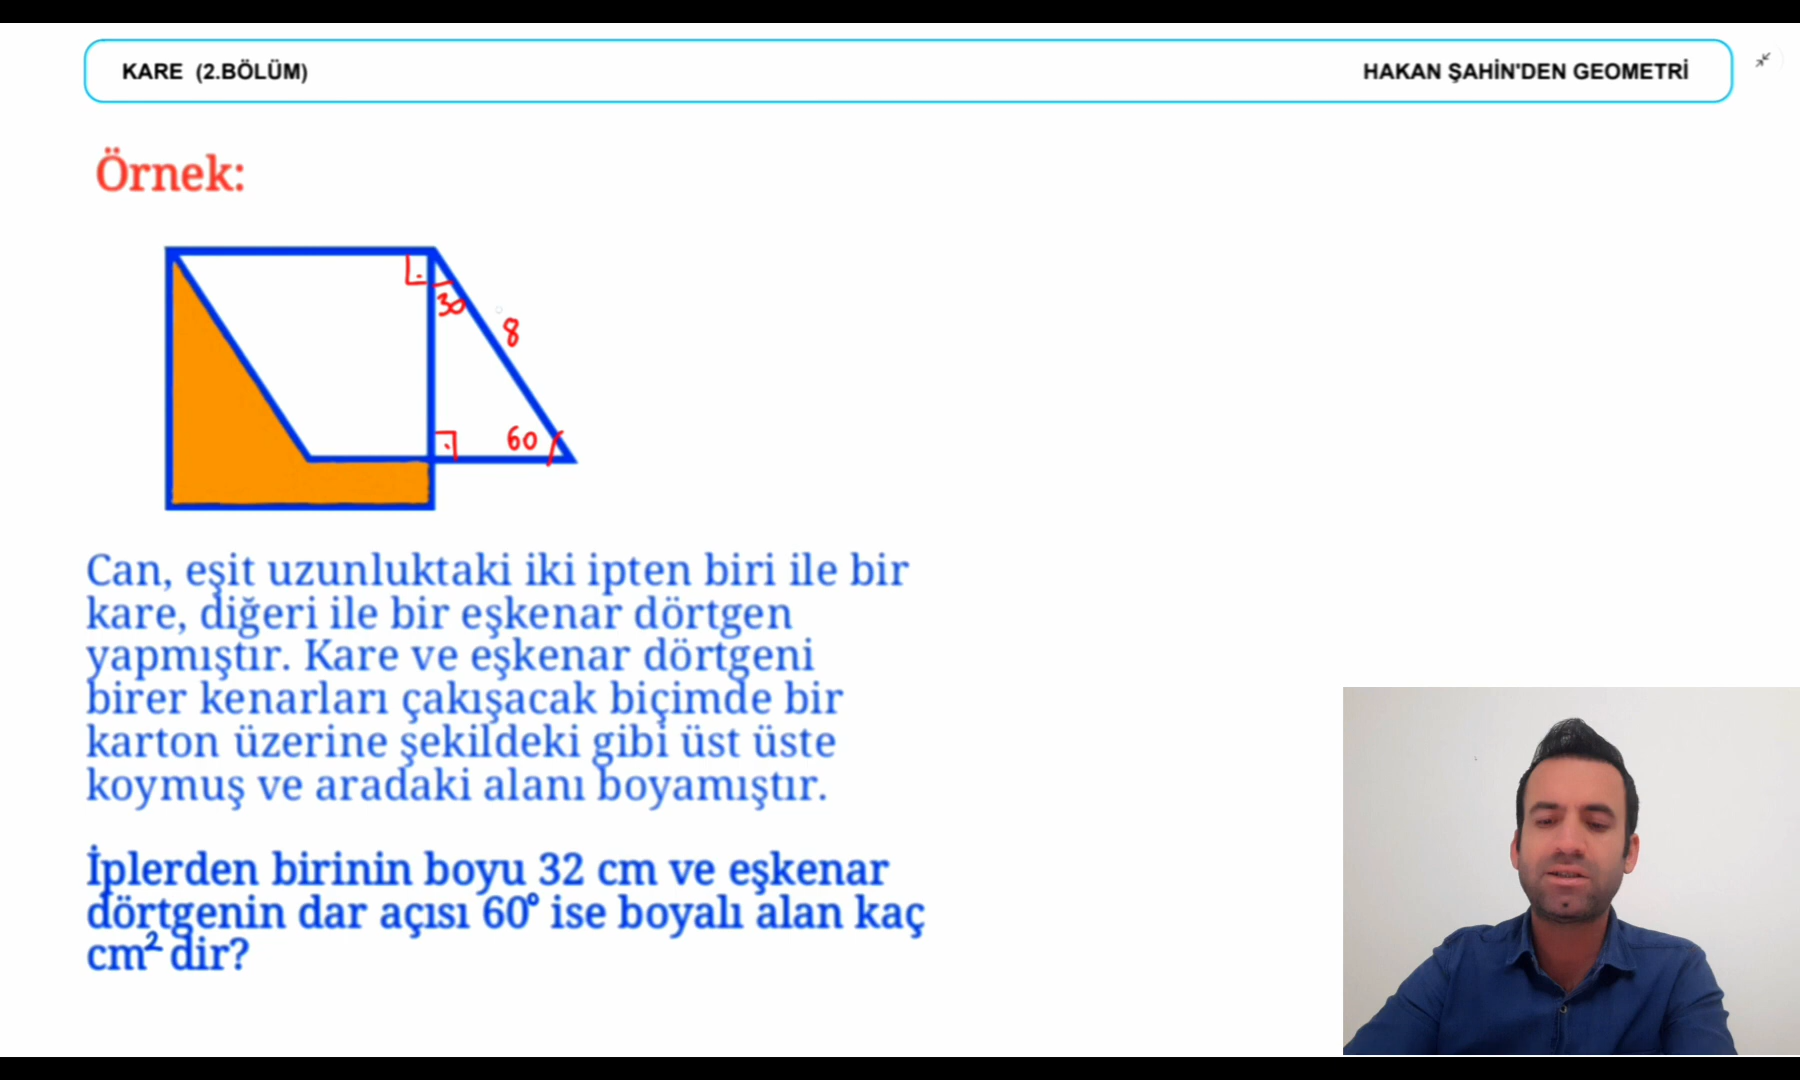 KARE (2.BÖLÜM)
HAKAN ŞAHİN'DEN GEOMETRİ
Örnek:
30
8
60
Can, eşit uzunluktaki iki ipten biri ile bir
kare, diğeri ile bir eşkenar dörtgen
yapmıştır. Kare ve eşkenar dörtgeni
birer kenarları çakışacak biçimde bir
karton üzerine şekildeki gibi üst üste
koymuş ve aradaki alanı boyamıştır.
İplerden birinin boyu 32 cm ve eşkenar
dörtgenin dar açısı 60° ise boyalı alan kaç
cm² dir?